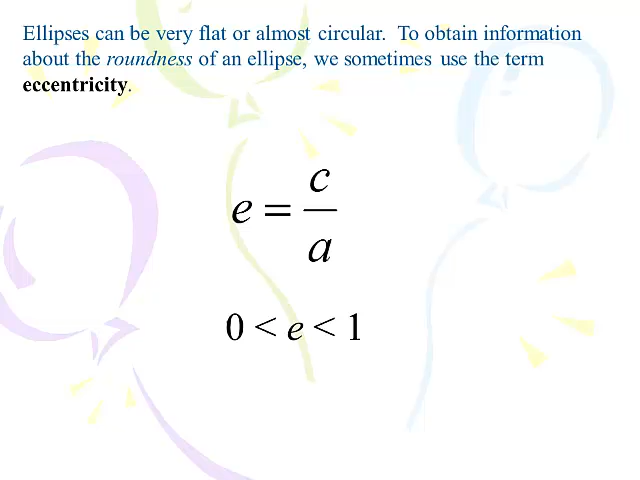 Ellipses can be very flat or almost circular.  To obtain information
about the roundness of an ellipse, we sometimes use the term
eccentricity.
e = c/a
0 < e < 1